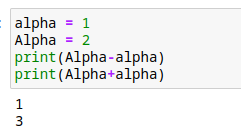 alpha = 1
Alpha = 2
print(Alpha-alpha)
print(Alpha+alpha)
1
3